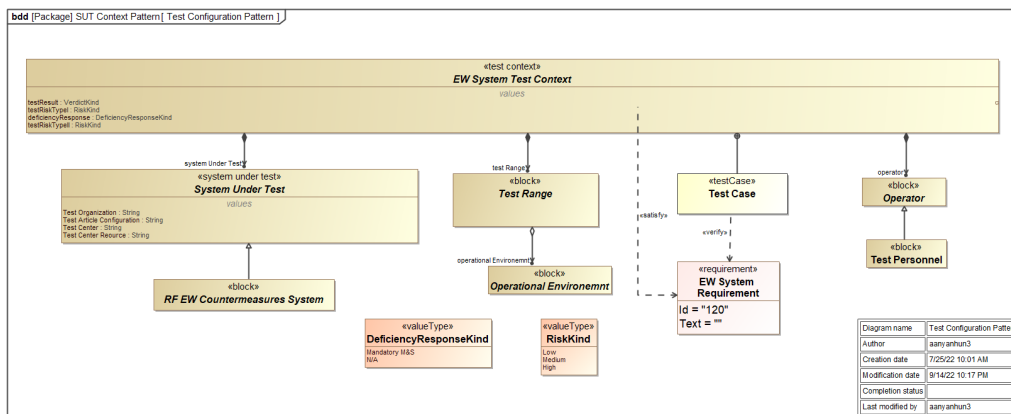 bdd [Package] SUT Context Pattern [ Test Configuration Pattern ]
«test context»
EW System Test Context
values
testResult : VerdictKind
testRiskTypeI : RiskKind
deficiencyResponse : DeficiencyResponseKind
testRiskTypeII : RiskKind
system Under Test
test Range
operator
«system under test»
System Under Test
values
Test Organization : String
Test Article Configuration : String
Test Center : String
Test Center Reource : String
«block»
Test Range
«satisfy»
«testCase»
Test Case
«block»
Operator
«verify»
operational Environemnt
«block»
RF EW Countermeasures System
«block»
Operational Environemnt
«requirement»
EW System
Requirement
Id = "120"
Text = ""
«block»
Test Personnel
«valueType»
DeficiencyResponseKind
Mandatory M&S
N/A
«valueType»
RiskKind
Low
Medium
High
Diagram name Test Configuration Patte
Author aanyanhun3
Creation date 7/25/22 10:01 AM
Modification date 9/14/22 10:17 PM
Completion status
Last modified by aanyanhun3